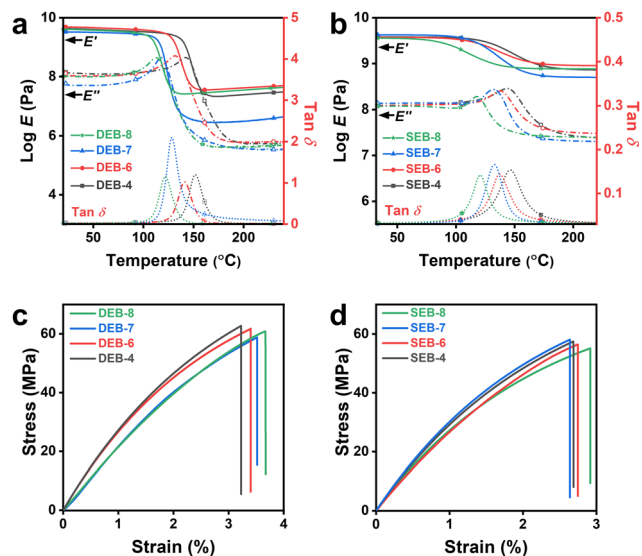 a
10
8
6
4
Log E (Pa)
E'
E"
DEB-8
DEB-7
DEB-6
DEB-4
Tan δ
5
4
3
2
1
0
Tan δ
50 100 150 200
Temperature (°C)
b
10
9
8
7
6
Log E (Pa)
E'
E"
SEB-8
SEB-7
SEB-6
SEB-4
Tan δ
0.5
0.4
0.3
0.2
0.1
Tan δ
50 100 150 200
Temperature (°C)
c
60
40
20
0
Stress (MPa)
DEB-8
DEB-7
DEB-6
DEB-4
0 1 2 3 4
Strain (%)
d
60
40
20
0
Stress (MPa)
SEB-8
SEB-7
SEB-6
SEB-4
0 1 2 3
Strain (%)